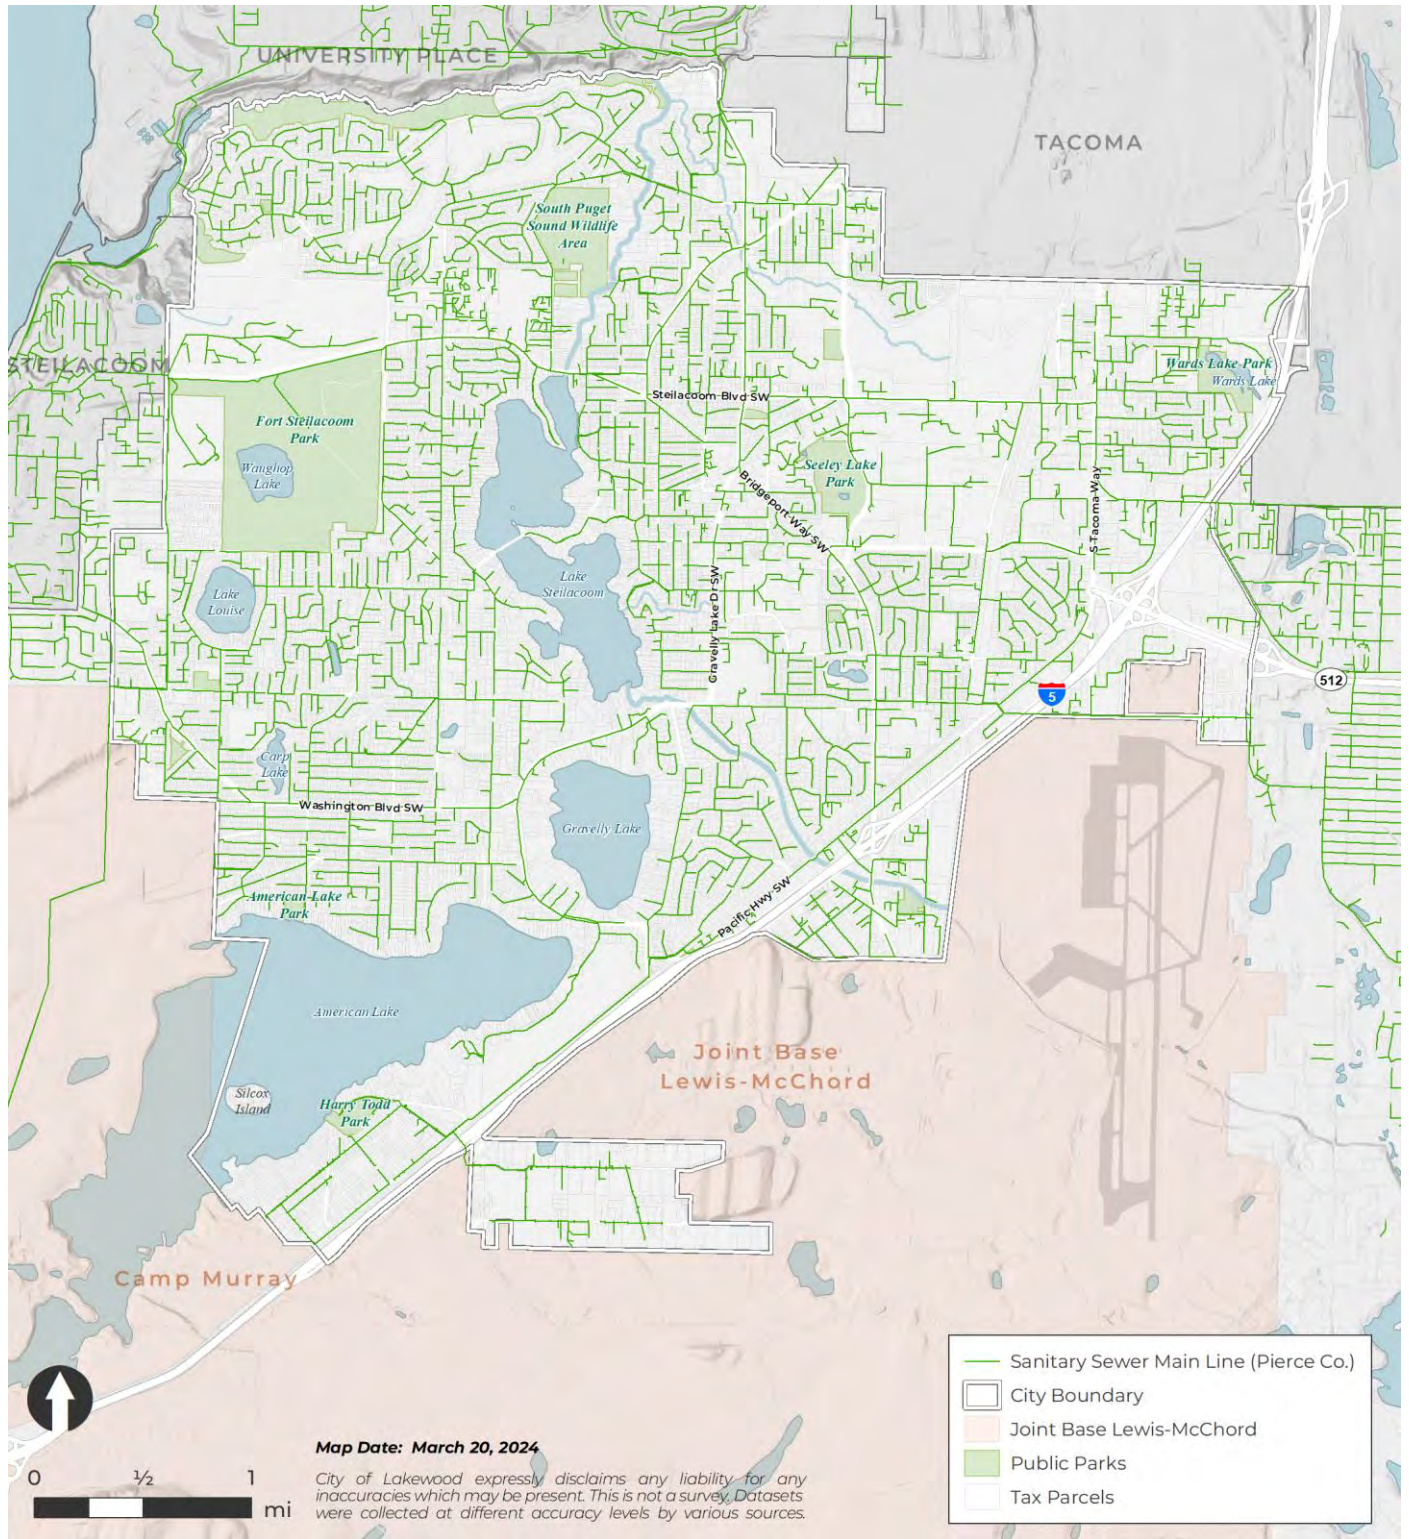 UNIVERSITY PLACE
TACOMA
South Puget
Sound Wildlife
Area
STEILACOOM
Wards Lake Park
Wards Lake
Steilacoom Blvd SW
Fort Steilacoom
Park
Waughop
Lake
Seeley Lake
Park
Bridgeport Way SW
S Tacoma Way
Lake
Steilacoom
Gravelly Lake Dr SW
Lake
Louise
512
5
Carp
Lake
Washington Blvd SW
Gravelly Lake
American Lake
Park
Pacific Hwy SW
American Lake
Joint Base
Lewis-McChord
Silcox
Island
Harry Todd
Park
Camp Murray
Sanitary Sewer Main Line (Pierce Co.)
City Boundary
Joint Base Lewis-McChord
Public Parks
Tax Parcels
0 ½ 1
mi
Map Date: March 20, 2024
City of Lakewood expressly disclaims any liability for any
inaccuracies which may be present. This is not a survey. Datasets
were collected at different accuracy levels by various sources.